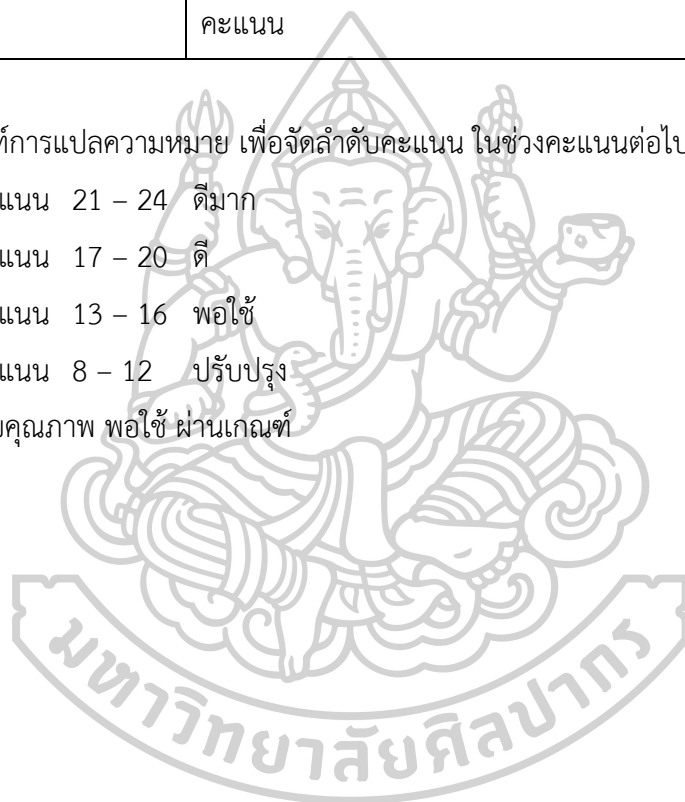 คะแนน
ท์การแปลความหมาย เพื่อจัดลำดับคะแนน ในช่วงคะแนนต่อไป
แนน 21 – 24 ดีมาก
แนน 17 – 20 ดี
แนน 13 – 16 พอใช้
แนน 8 – 12 ปรับปรุง
คุณภาพ พอใช้ ผ่านเกณฑ์
มหาวิทยาลัยศิลปากร